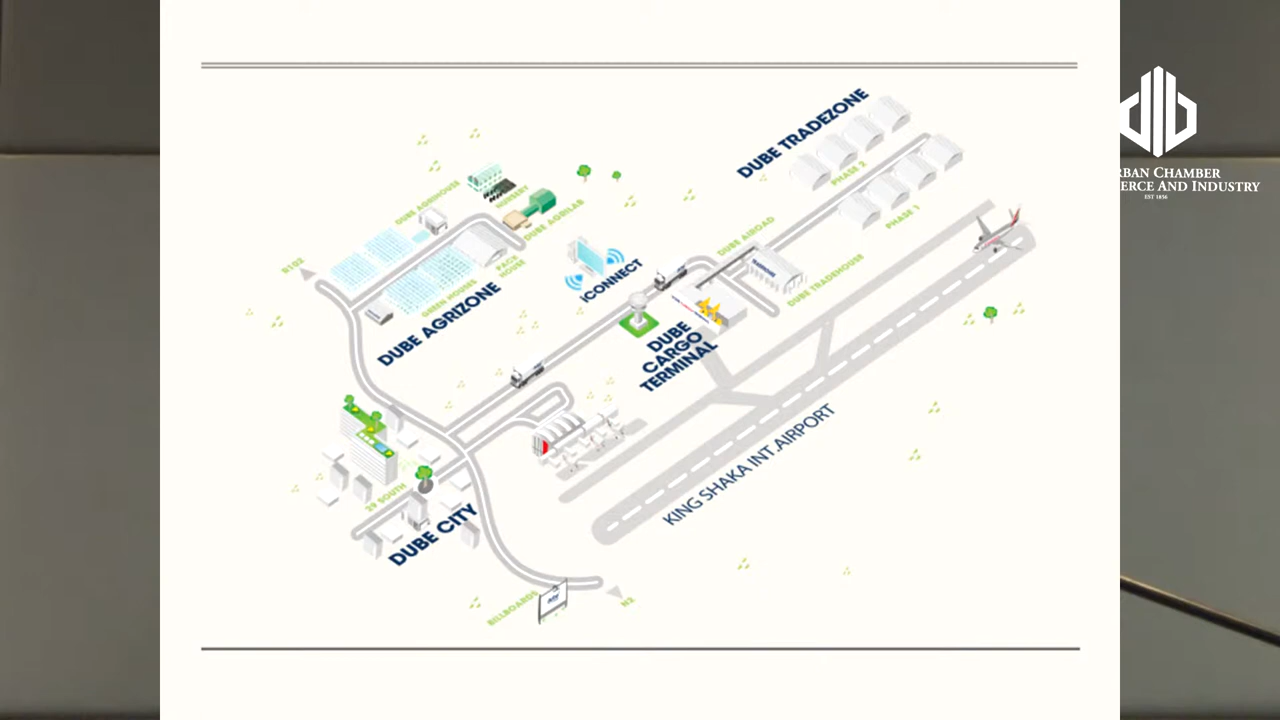 DUBE TRADEZONE
PHASE 2
PHASE 1
DUBE AGRIHOUSE
NURSERY
DUBE AGRILAB
PACK
HOUSE
GREEN HOUSES
DUBE AGRIZONE
R102
iCONNECT
DUBE AIROAD
DUBE TRADEHOUSE
DUBE
CARGO
TERMINAL
KING SHAKA INT. AIRPORT
29 SOUTH
DUBE CITY
BILLBOARDS
N2
RBAN CHAMBER
ERCE AND INDUSTRY
EST 1856